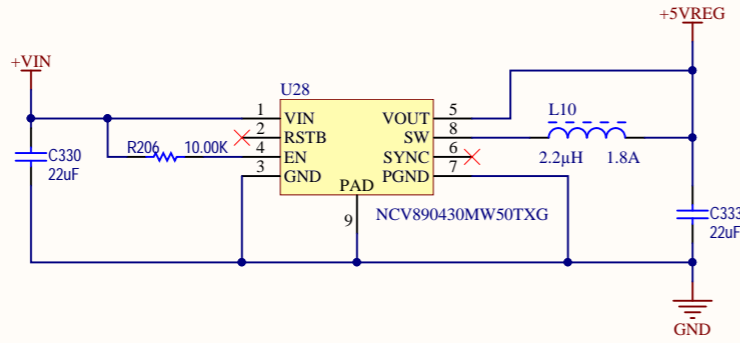 +5VREG
+VIN
U28
L10
1 VIN VOUT 5
2 RSTB SW 8
R206 10.00K 4 EN SYNC 6
3 GND PGND 7
2.2µH 1.8A
C330
22uF
PAD
9
NCV890430MW50TXG
C333
22uF
GND